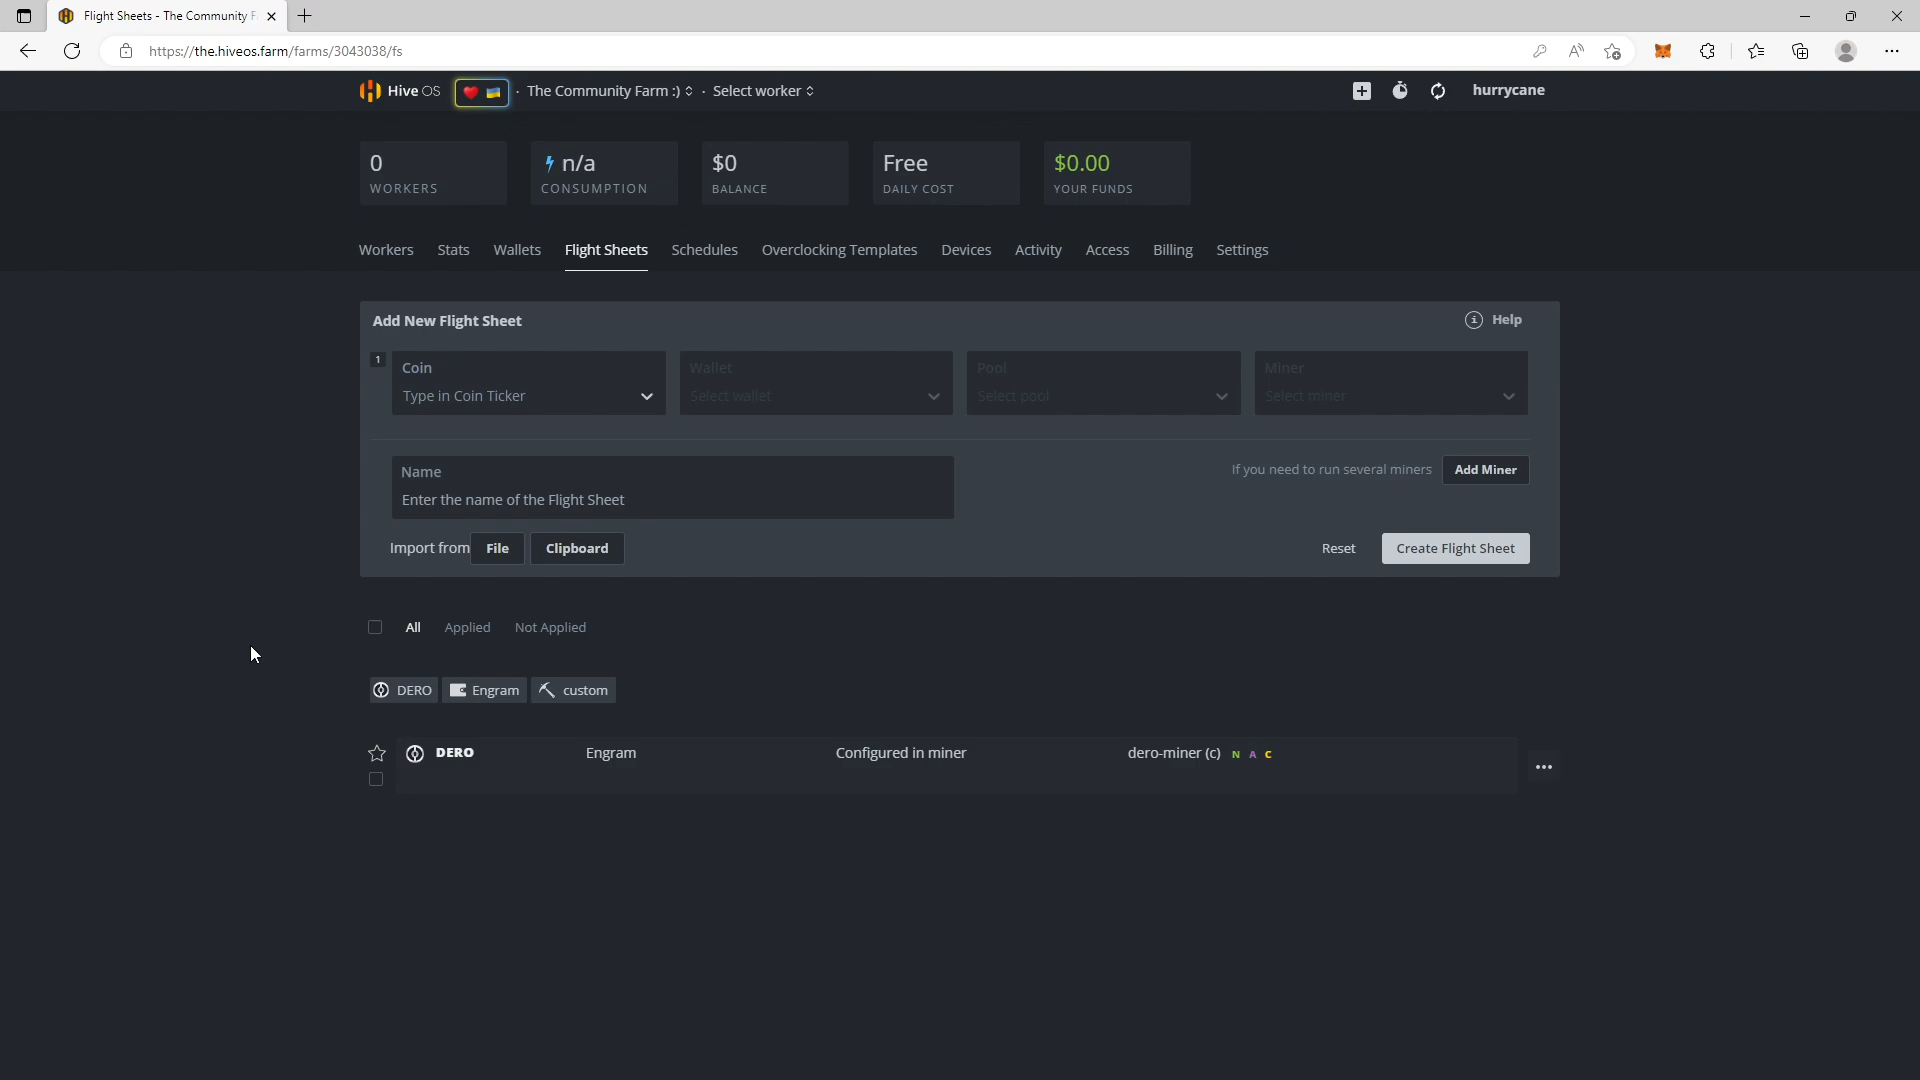 Flight Sheets - The Community F
https://the.hiveos.farm/farms/3043038/fs
Hive OS · The Community Farm :) · Select worker
hurrycane
0
WORKERS
n/a
CONSUMPTION
$0
BALANCE
Free
DAILY COST
$0.00
YOUR FUNDS
Workers Stats Wallets Flight Sheets Schedules Overclocking Templates Devices Activity Access Billing Settings
Add New Flight Sheet
Help
1
Coin
Type in Coin Ticker
Wallet
Select wallet
Pool
Select pool
Miner
Select miner
Name
Enter the name of the Flight Sheet
If you need to run several miners Add Miner
Import from File Clipboard
Reset Create Flight Sheet
All Applied Not Applied
DERO Engram custom
DERO Engram Configured in miner dero-miner (c) N A C